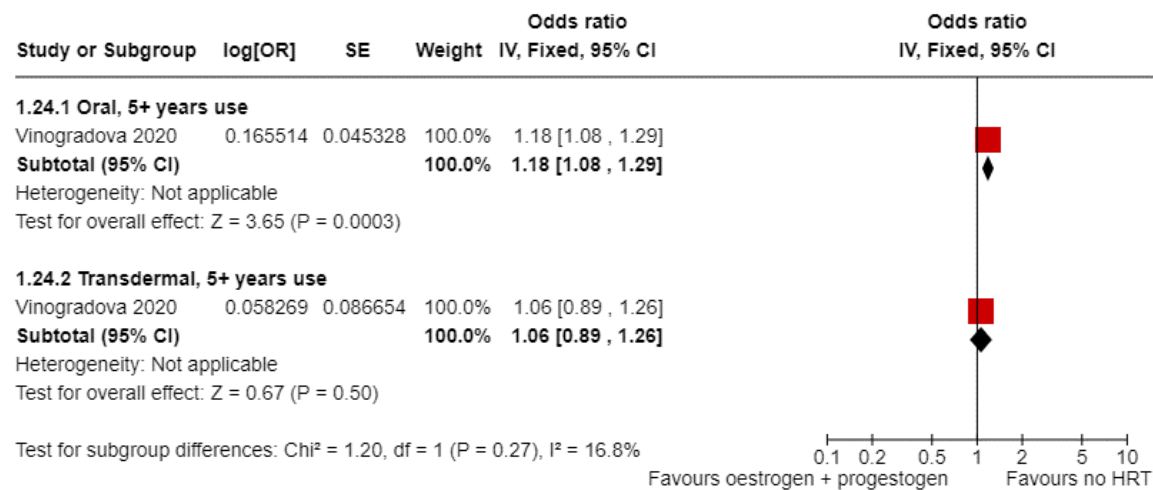 Odds ratio Odds ratio
Study or Subgroup log[OR] SE Weight IV, Fixed, 95% CI IV, Fixed, 95% CI
1.24.1 Oral, 5+ years use
Vinogradova 2020 0.165514 0.045328 100.0% 1.18 [1.08 , 1.29]
Subtotal (95% CI) 100.0% 1.18 [1.08 , 1.29]
Heterogeneity: Not applicable
Test for overall effect: Z = 3.65 (P = 0.0003)
1.24.2 Transdermal, 5+ years use
Vinogradova 2020 0.058269 0.086654 100.0% 1.06 [0.89 , 1.26]
Subtotal (95% CI) 100.0% 1.06 [0.89 , 1.26]
Heterogeneity: Not applicable
Test for overall effect: Z = 0.67 (P = 0.50)
Test for subgroup differences: Chi² = 1.20, df = 1 (P = 0.27), I² = 16.8%
0.1 0.2 0.5 1 2 5 10
Favours oestrogen + progestogen Favours no HRT